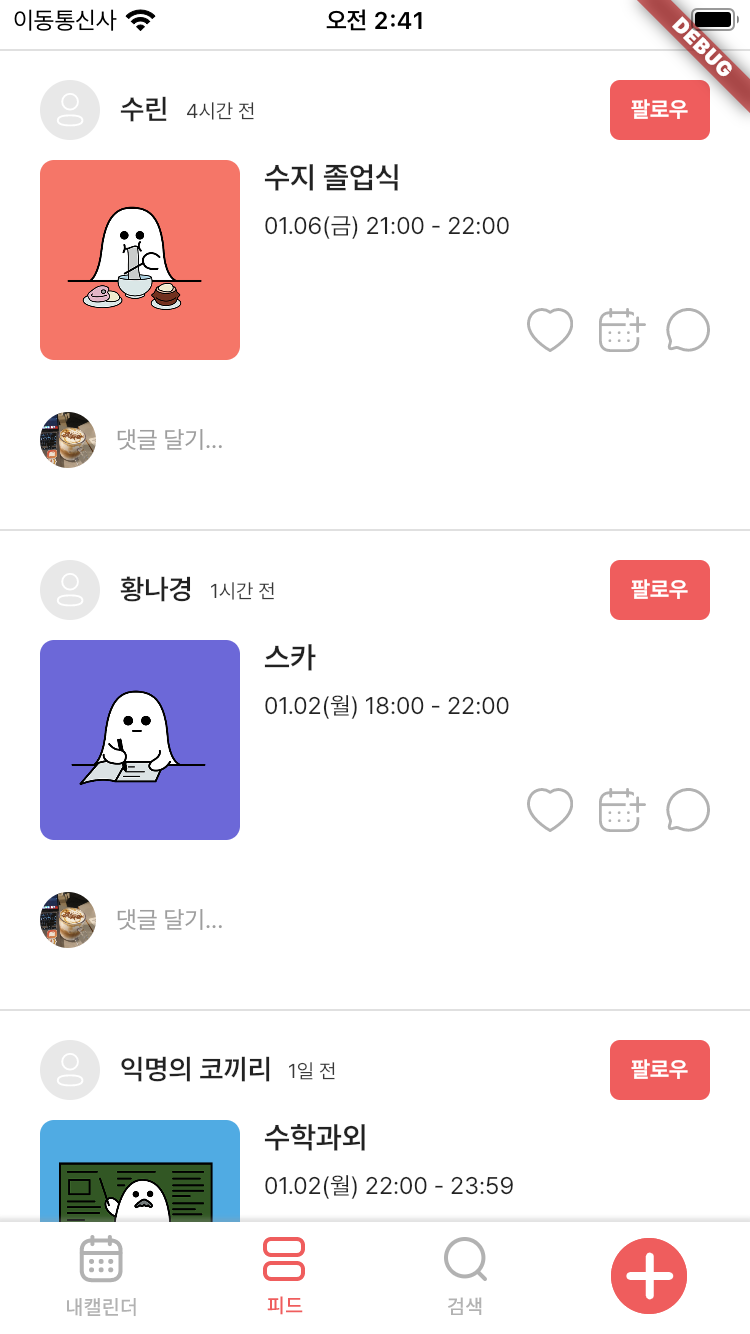 이동통신사 오전 2:41
DEBUG
수린 4시간 전 팔로우
수지 졸업식
01.06(금) 21:00 - 22:00
댓글 달기...
황나경 1시간 전 팔로우
스카
01.02(월) 18:00 - 22:00
댓글 달기...
익명의 코끼리 1일 전 팔로우
수학과외
01.02(월) 22:00 - 23:59
내캘린더 피드 검색